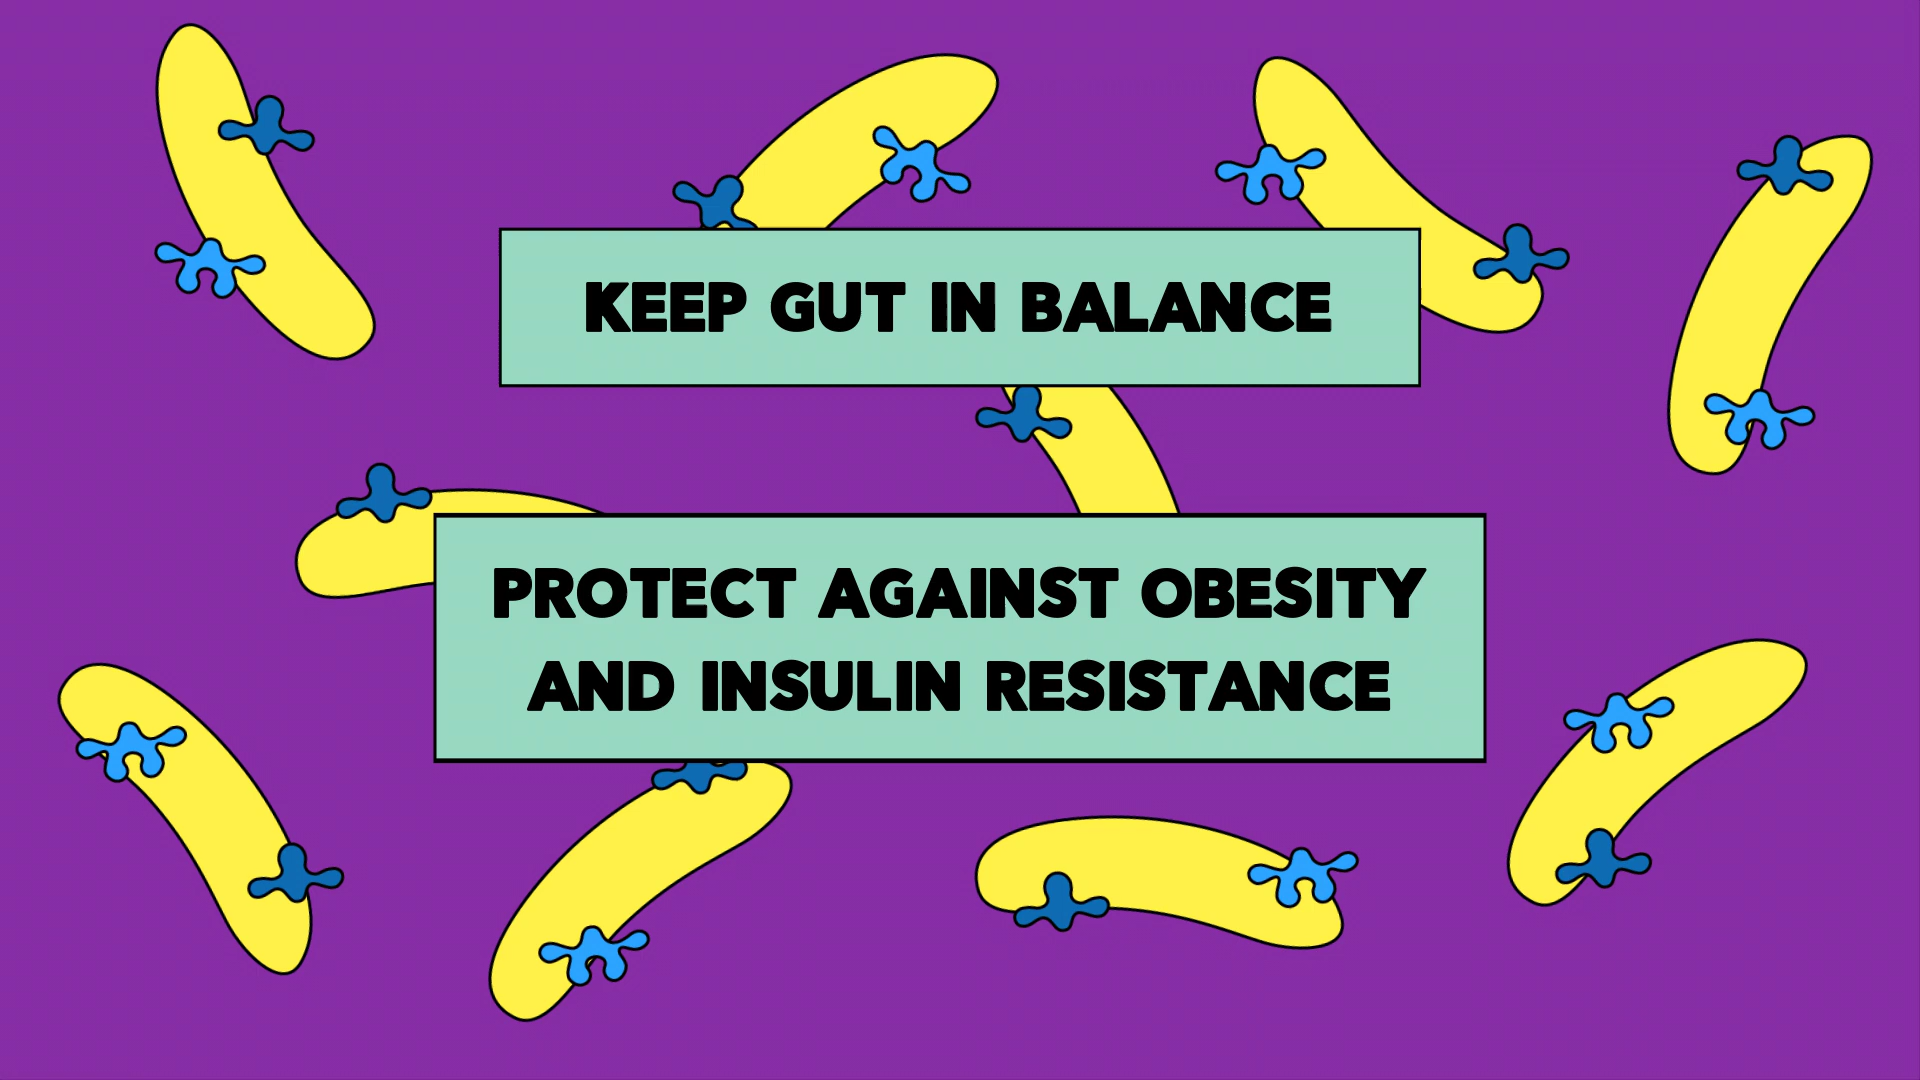 KEEP GUT IN BALANCE
PROTECT AGAINST OBESITY
AND INSULIN RESISTANCE